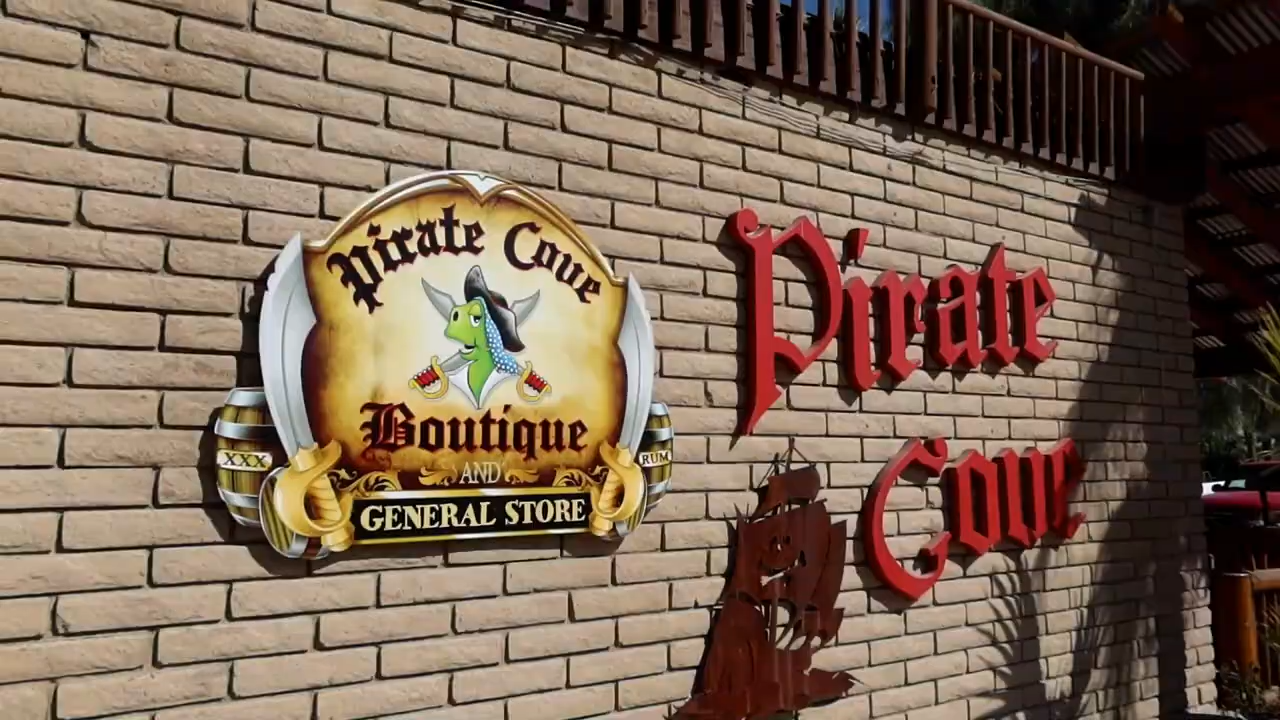 Pirate Cove
Boutique
AND
GENERAL STORE
XXX
RUM
Pirate
Cove